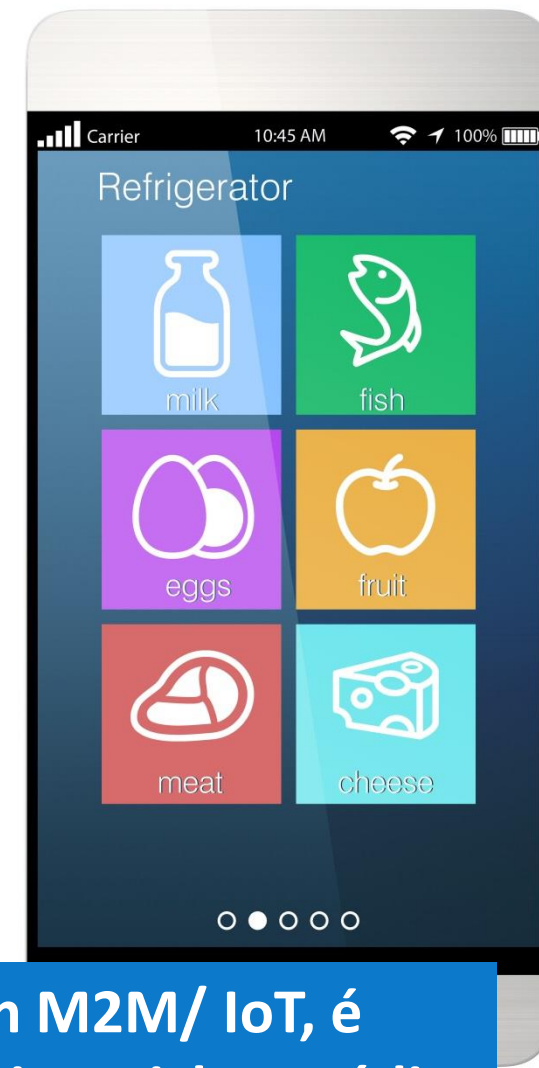 Carrier 10:45 AM 100%
Refrigerator
milk fish
eggs fruit
meat cheese
M2M/ IoT, é